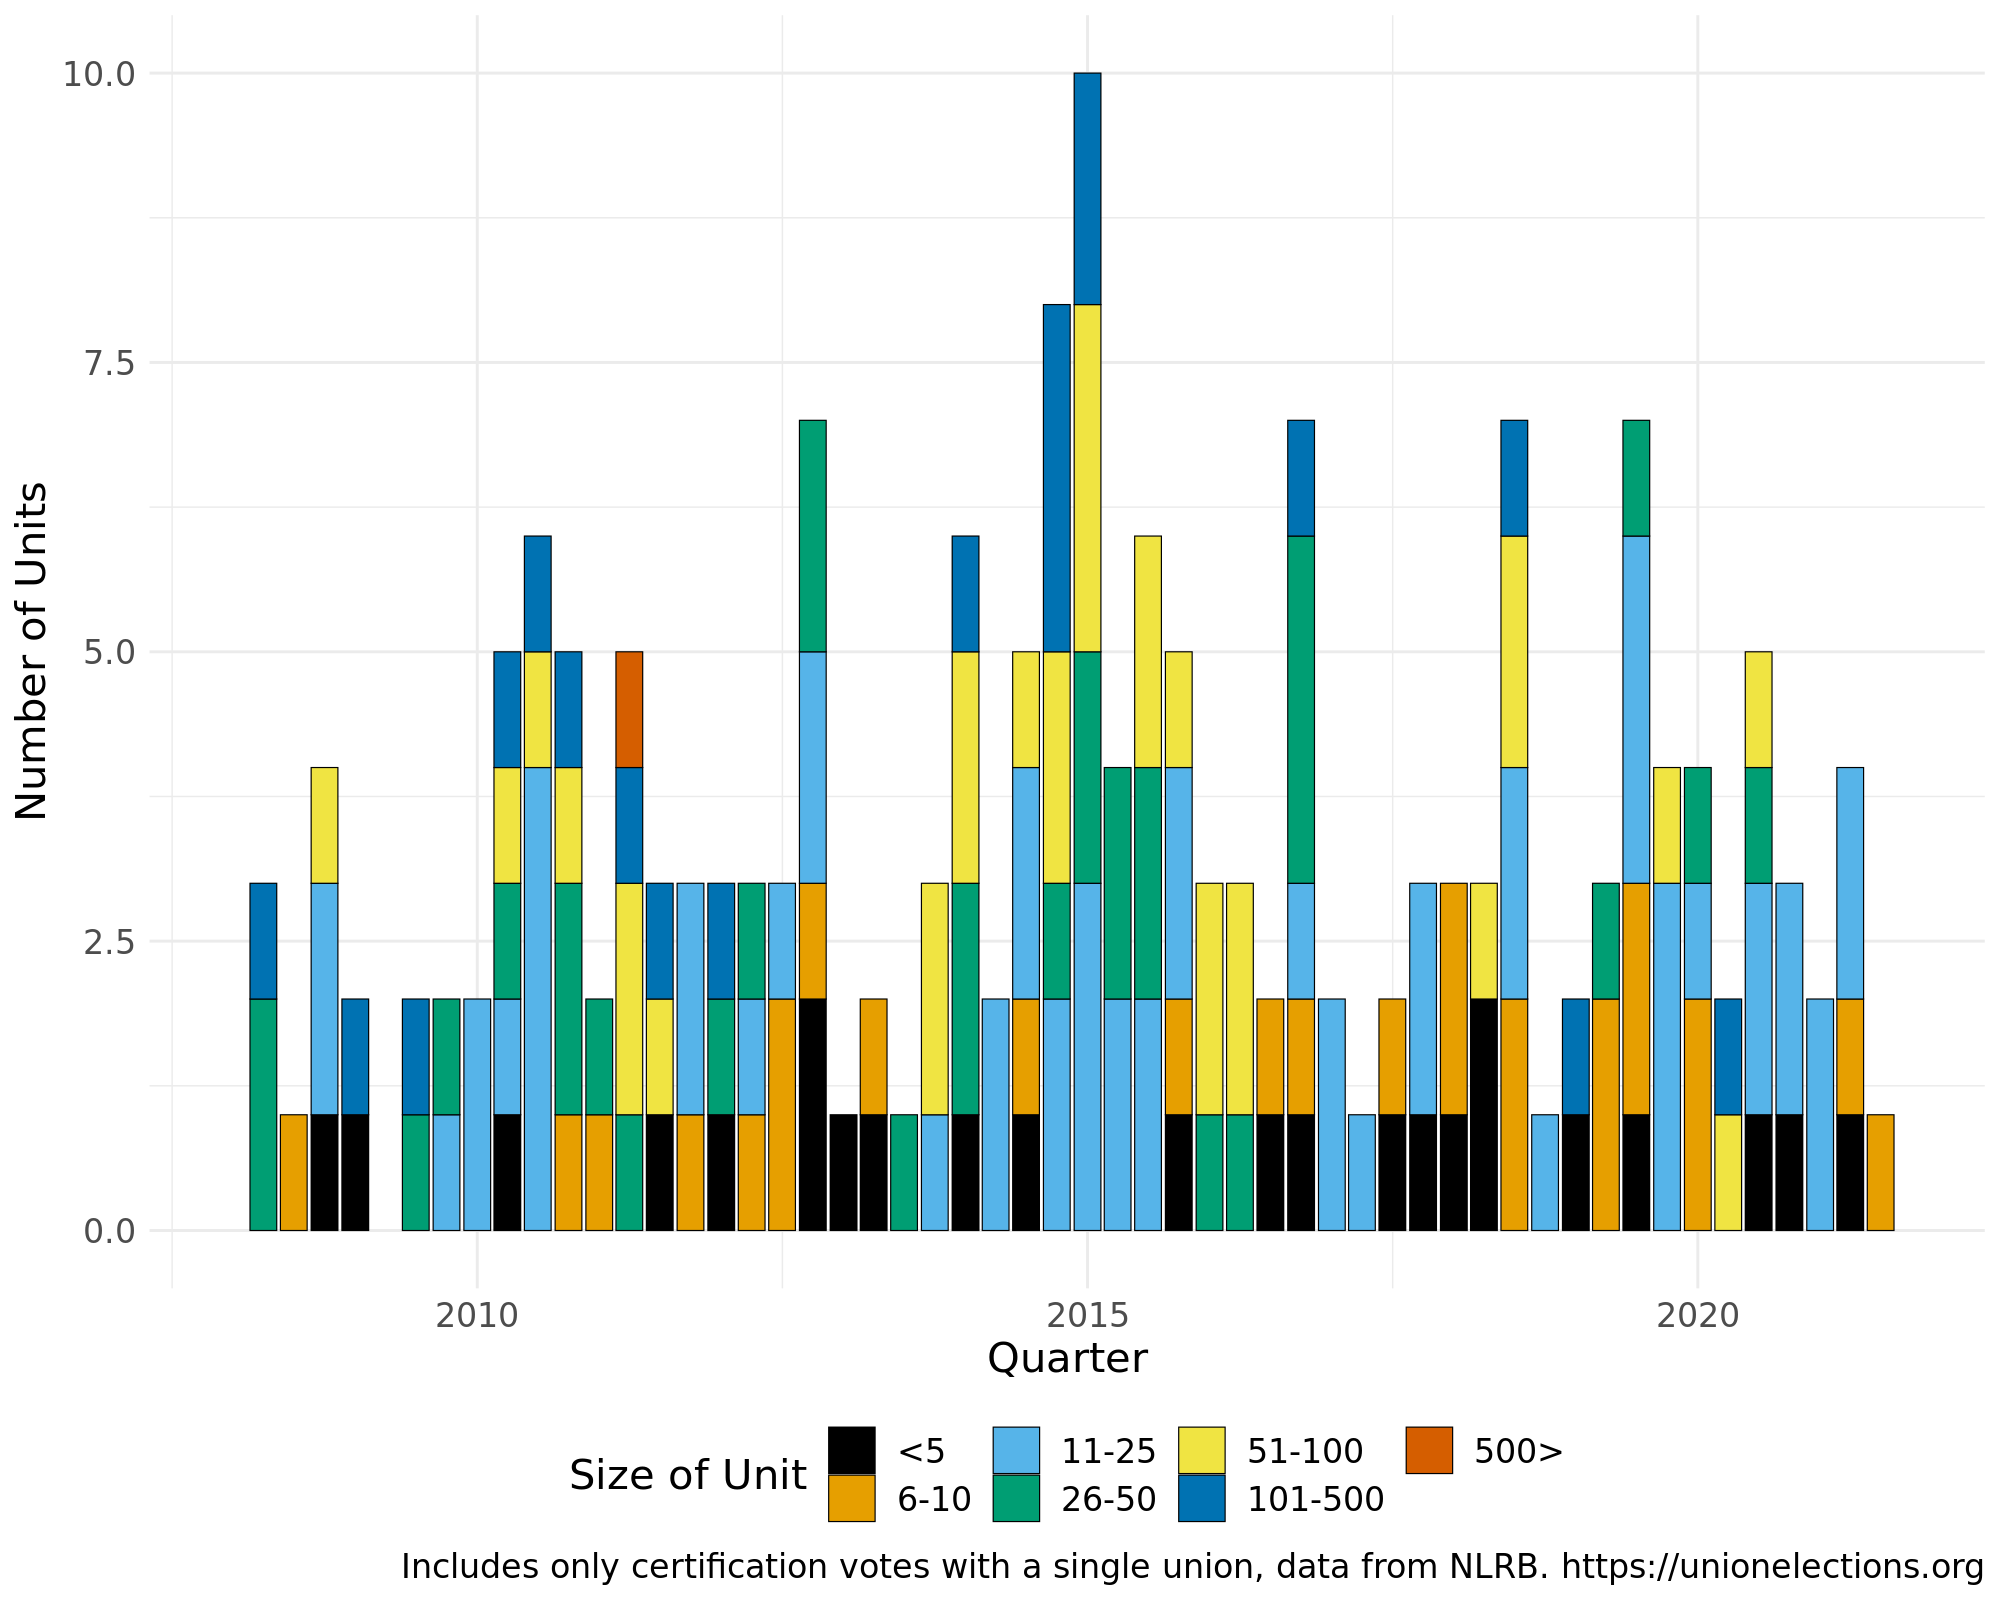 10.0
7.5
5.0
2.5
0.0
Number of Units
2010 2015 2020
Quarter
Size of Unit
<5 11-25 51-100 500>
6-10 26-50 101-500
Includes only certification votes with a single union, data from NLRB. https://unionelections.org